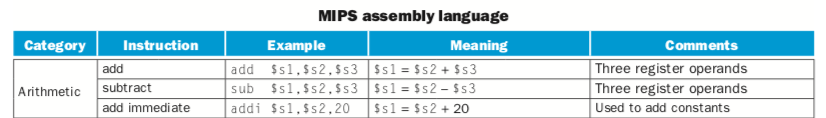 MIPS assembly language
Category Instruction Example Meaning Comments
add add $s1,$s2,$s3 $s1 = $s2 + $s3 Three register operands
Arithmetic subtract sub $s1,$s2,$s3 $s1 = $s2 – $s3 Three register operands
add immediate addi $s1,$s2,20 $s1 = $s2 + 20 Used to add constants